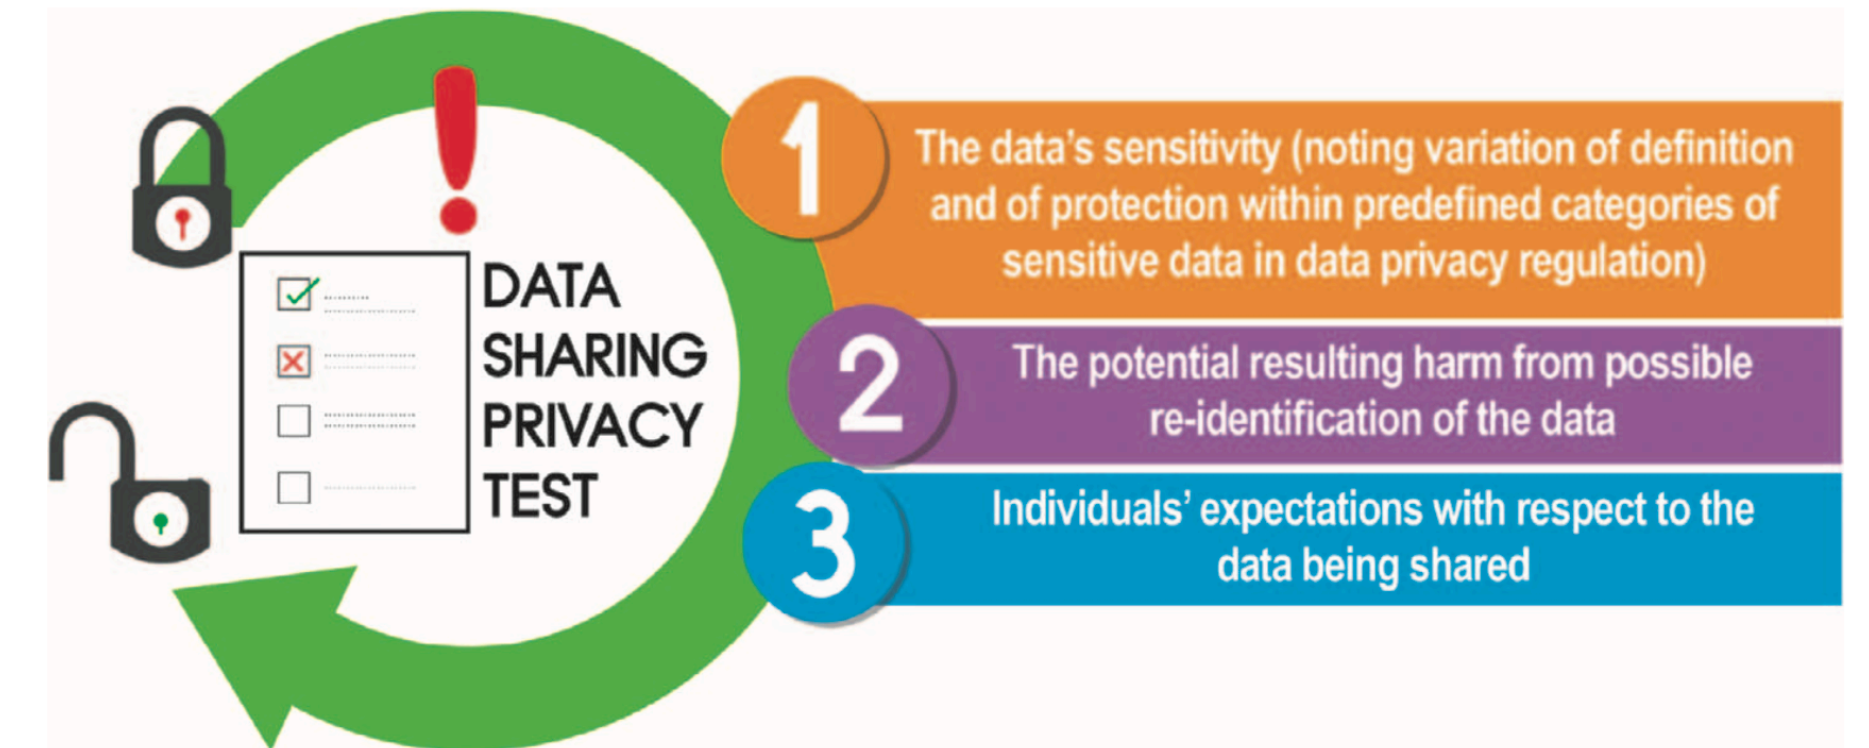 DATA
SHARING
PRIVACY
TEST
1
The data's sensitivity (noting variation of definition
and of protection within predefined categories of
sensitive data in data privacy regulation)
2
The potential resulting harm from possible
re-identification of the data
3
Individuals' expectations with respect to the
data being shared